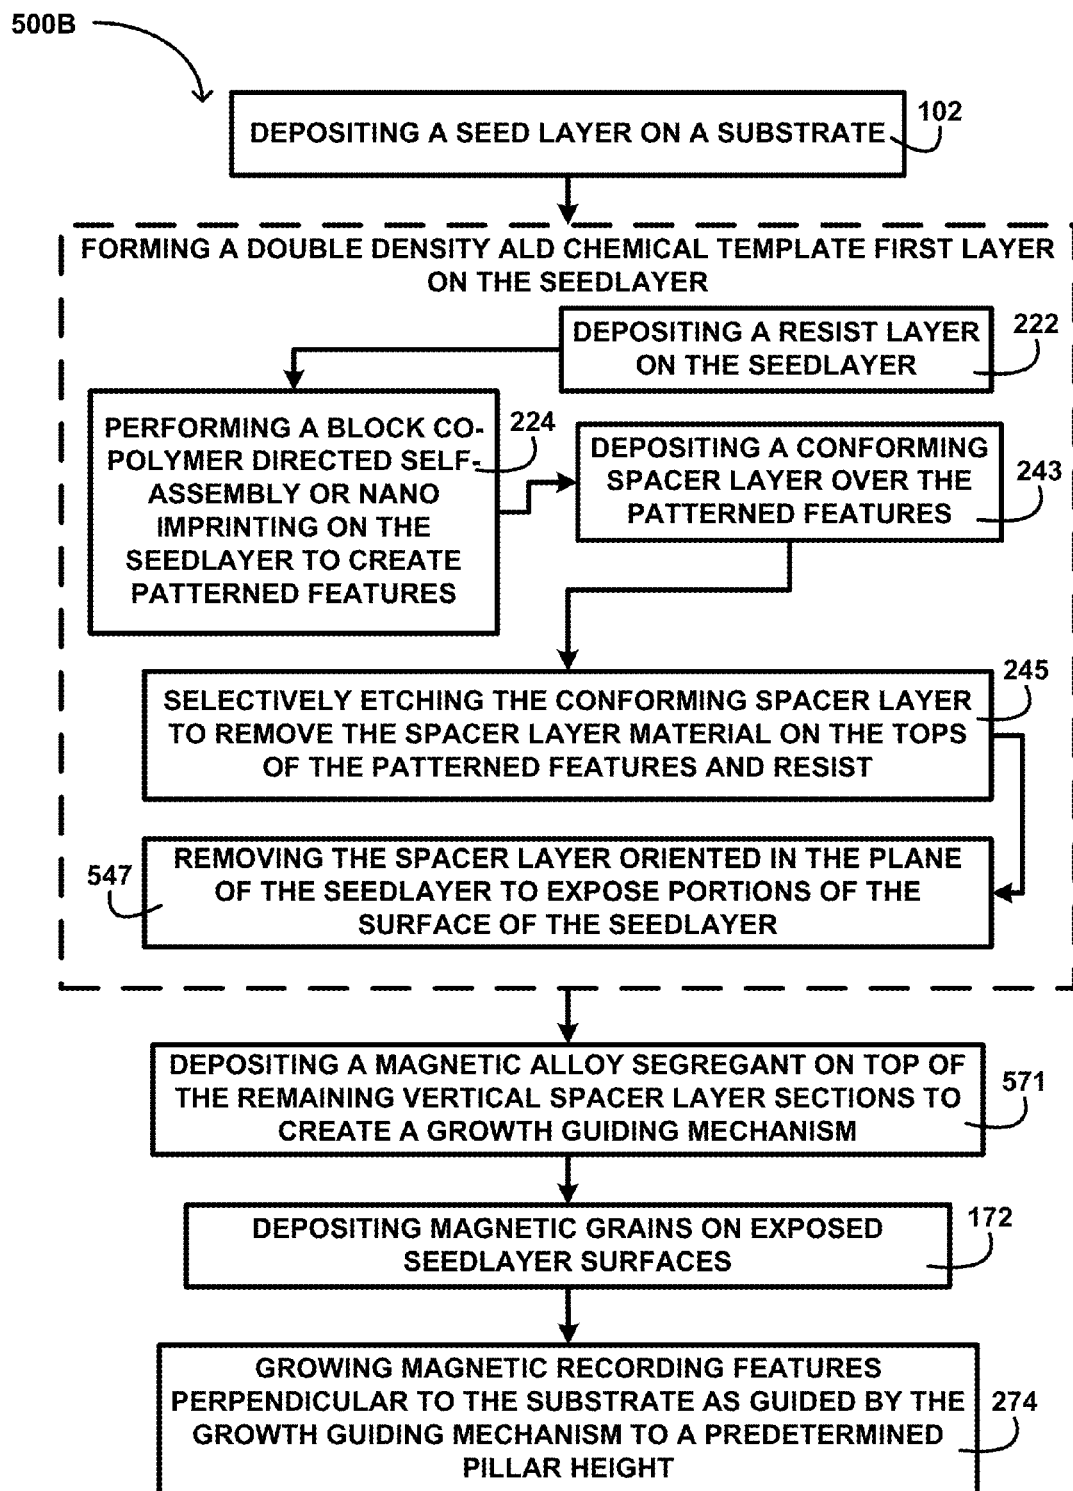 500B
DEPOSITING A SEED LAYER ON A SUBSTRATE
102
FORMING A DOUBLE DENSITY ALD CHEMICAL TEMPLATE FIRST LAYER
ON THE SEEDLAYER
DEPOSITING A RESIST LAYER
ON THE SEEDLAYER
222
PERFORMING A BLOCK CO-
POLYMER DIRECTED SELF-
ASSEMBLY OR NANO
IMPRINTING ON THE
SEEDLAYER TO CREATE
PATTERNED FEATURES
224
DEPOSITING A CONFORMING
SPACER LAYER OVER THE
PATTERNED FEATURES
243
SELECTIVELY ETCHING THE CONFORMING SPACER LAYER
TO REMOVE THE SPACER LAYER MATERIAL ON THE TOPS
OF THE PATTERNED FEATURES AND RESIST
245
547
REMOVING THE SPACER LAYER ORIENTED IN THE PLANE
OF THE SEEDLAYER TO EXPOSE PORTIONS OF THE
SURFACE OF THE SEEDLAYER
DEPOSITING A MAGNETIC ALLOY SEGREGANT ON TOP OF
THE REMAINING VERTICAL SPACER LAYER SECTIONS TO
CREATE A GROWTH GUIDING MECHANISM
571
DEPOSITING MAGNETIC GRAINS ON EXPOSED
SEEDLAYER SURFACES
172
GROWING MAGNETIC RECORDING FEATURES
PERPENDICULAR TO THE SUBSTRATE AS GUIDED BY THE
GROWTH GUIDING MECHANISM TO A PREDETERMINED
PILLAR HEIGHT
274